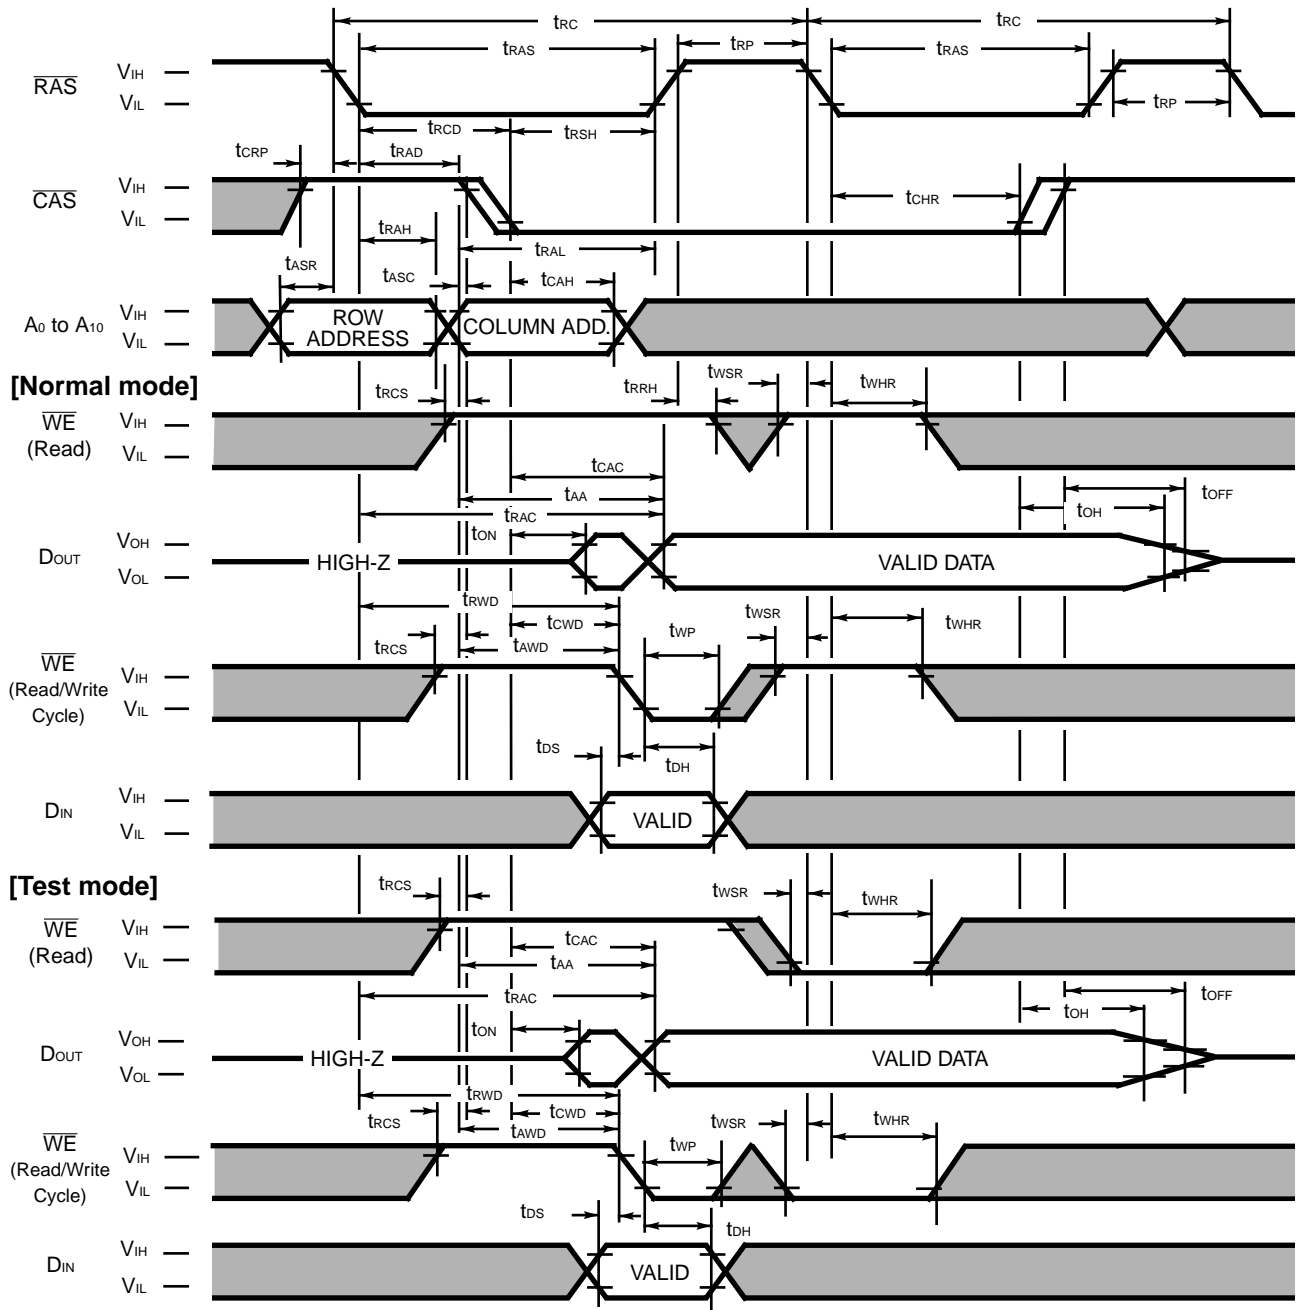 tRC tRC
tRAS tRP tRAS
RAS VIH
VIL tRP
tRCD tRSH
tCRP tRAD
CAS VIH
VIL tCHR
tRAH tRAL
tASR tASC tCAH
A0 to A10 VIH ROW ADDRESS COLUMN ADD.
VIL
[Normal mode]
tRCS tRRH tWSR tWHR
WE VIH
(Read) VIL
tCAC
tAA tOFF
tRAC tOH
tON
DOUT VOH HIGH-Z VALID DATA
VOL
tRWD
tCWD tWP tWSR tWHR
tRCS tAWD
WE VIH
(Read/Write
Cycle) VIL
tDS tDH
DIN VIH VALID
VIL
[Test mode]
tRCS tWSR tWHR
WE VIH
(Read) VIL
tCAC
tAA
tRAC tOFF
tON tOH
DOUT VOH HIGH-Z VALID DATA
VOL
tRWD
tRCS tCWD tWSR tWHR
tAWD tWP
WE VIH
(Read/Write
Cycle) VIL
tDS tDH
DIN VIH VALID
VIL